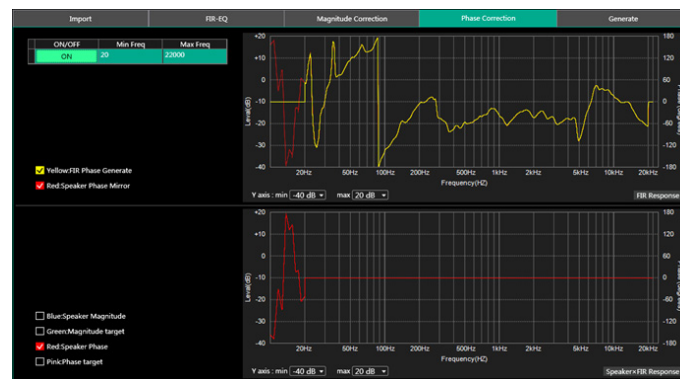 Import FIR-EQ Magnitude Correction Phase Correction Generate
ON/OFF Min Freq Max Freq
ON 20 22000
+20 180
+10 120
0 60
-10 0
-20 -60
-30 -120
-40 -180
Leval(dB)
20Hz 50Hz 100Hz 200Hz 500Hz 1kHz 2kHz 5kHz 10kHz 20kHz
Frequency(HZ)
Yellow:FIR Phase Generate
Red:Speaker Phase Mirror
Y axis : min -40 dB max 20 dB FIR Response
+20 180
+10 120
0 60
-10 0
-20 -60
-30 -120
-40 -180
Leval(dB)
20Hz 50Hz 100Hz 200Hz 500Hz 1kHz 2kHz 5kHz 10kHz 20kHz
Frequency(HZ)
Blue:Speaker Magnitude
Green:Magnitude target
Red:Speaker Phase
Pink:Phase target
Y axis : min -40 dB max 20 dB Speaker×FIR Response